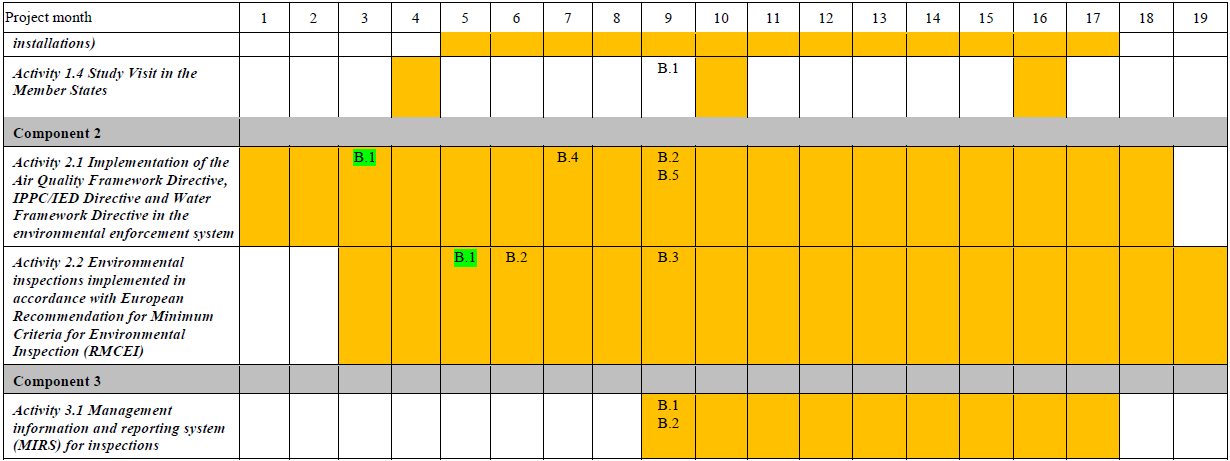 Project month 1 2 3 4 5 6 7 8 9 10 11 12 13 14 15 16 17 18 19
installations)
Activity 1.4 Study Visit in the B.1
Member States
Component 2
Activity 2.1 Implementation of the B.1 B.4 B.2
Air Quality Framework Directive, B.5
IPPC/IED Directive and Water
Framework Directive in the
environmental enforcement system
Activity 2.2 Environmental B.1 B.2 B.3
inspections implemented in
accordance with European
Recommendation for Minimum
Criteria for Environmental
Inspection (RMCEI)
Component 3
Activity 3.1 Management B.1
information and reporting system B.2
(MIRS) for inspections